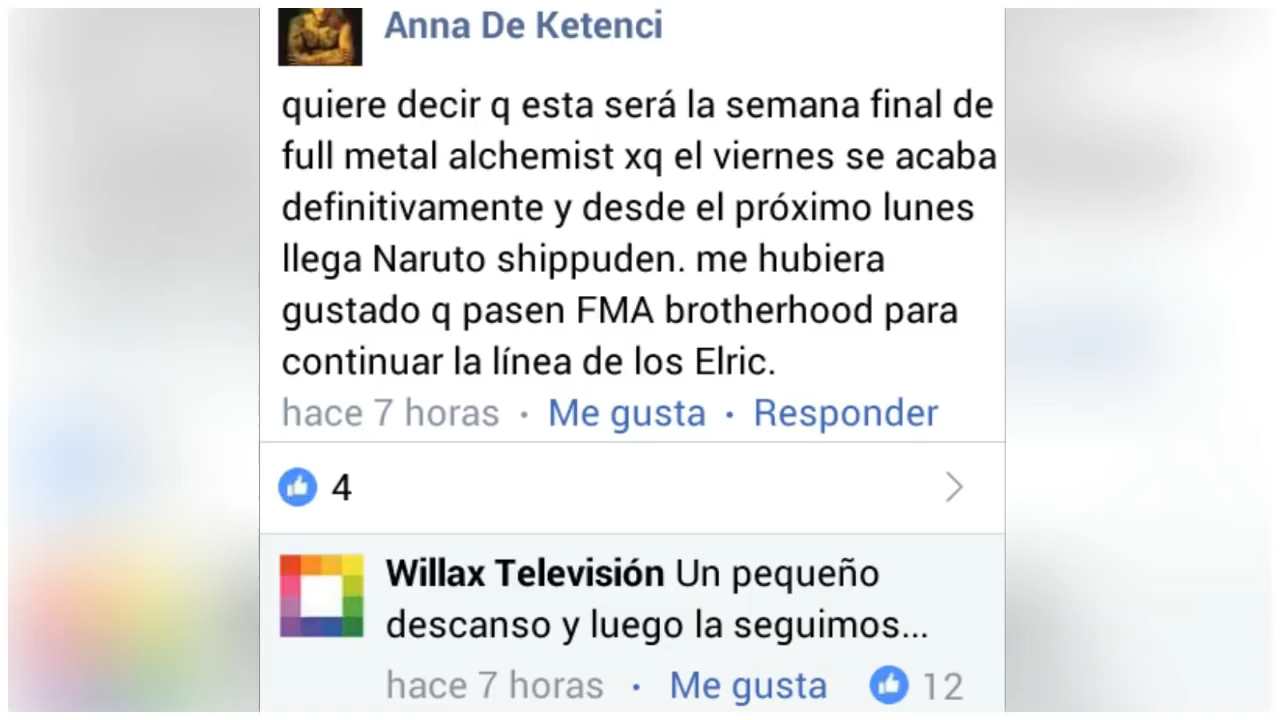 Anna De Ketenci
quiere decir q esta será la semana final de
full metal alchemist xq el viernes se acaba
definitivamente y desde el próximo lunes
llega Naruto shippuden. me hubiera
gustado q pasen FMA brotherhood para
continuar la línea de los Elric.
hace 7 horas · Me gusta · Responder
4
Willax Televisión Un pequeño
descanso y luego la seguimos...
hace 7 horas · Me gusta 12